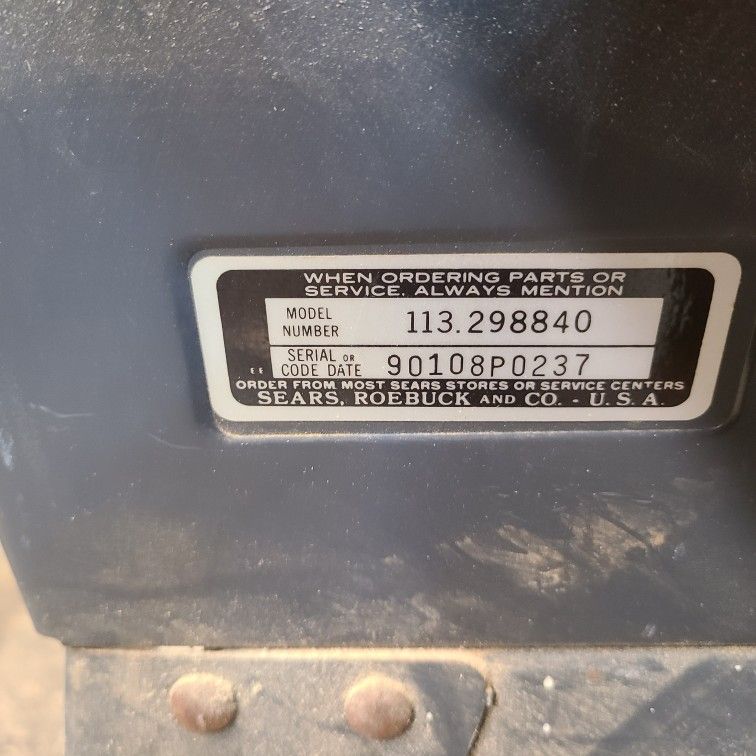 WHEN ORDERING PARTS OR
SERVICE, ALWAYS MENTION
MODEL
NUMBER 113.298840
SERIAL OR
CODE DATE 90108P0237
EE
ORDER FROM MOST SEARS STORES OR SERVICE CENTERS
SEARS, ROEBUCK AND CO. - U.S.A.